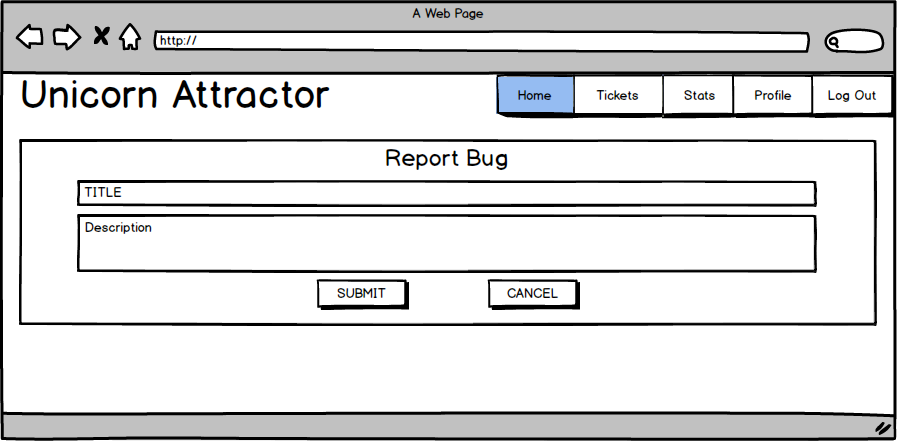 A Web Page
http://
Unicorn Attractor
Home Tickets Stats Profile Log Out
Report Bug
TITLE
Description
SUBMIT CANCEL